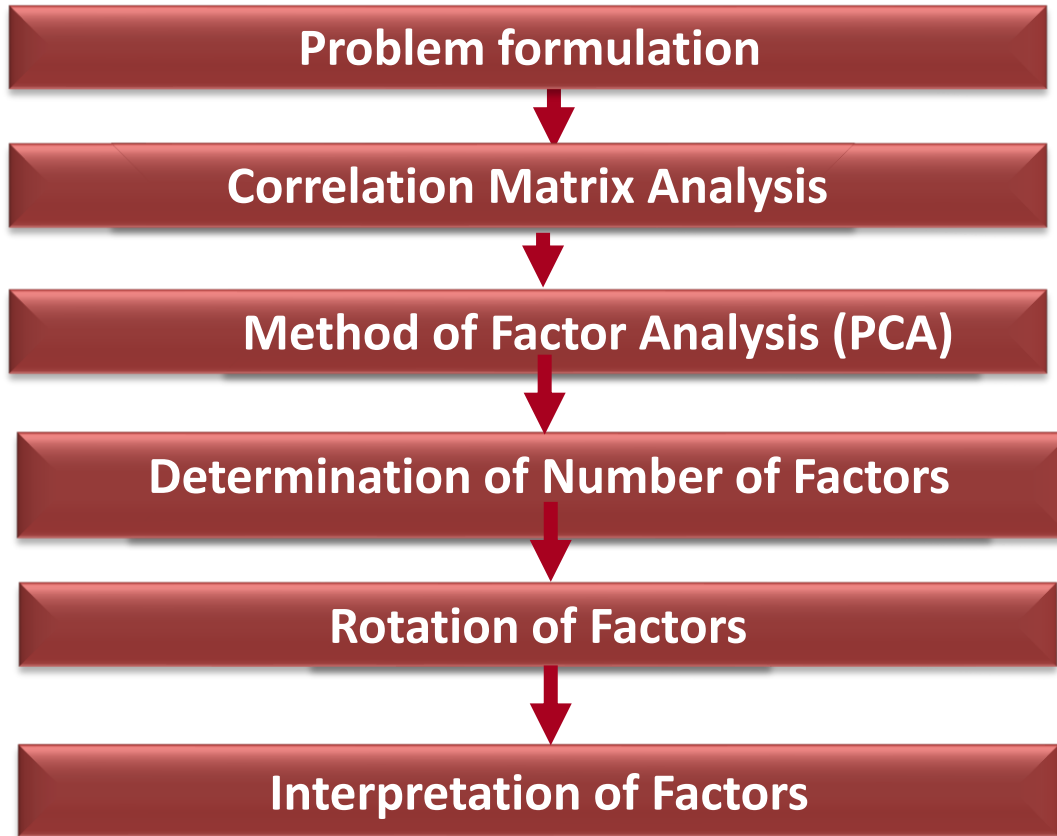 Problem formulation
Correlation Matrix Analysis
Method of Factor Analysis (PCA)
Determination of Number of Factors
Rotation of Factors
Interpretation of Factors